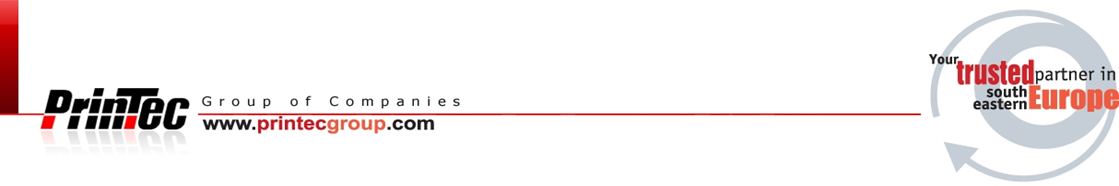 PrinTec
Group of Companies
www.printecgroup.com
Your
trusted partner in
south
eastern Europe